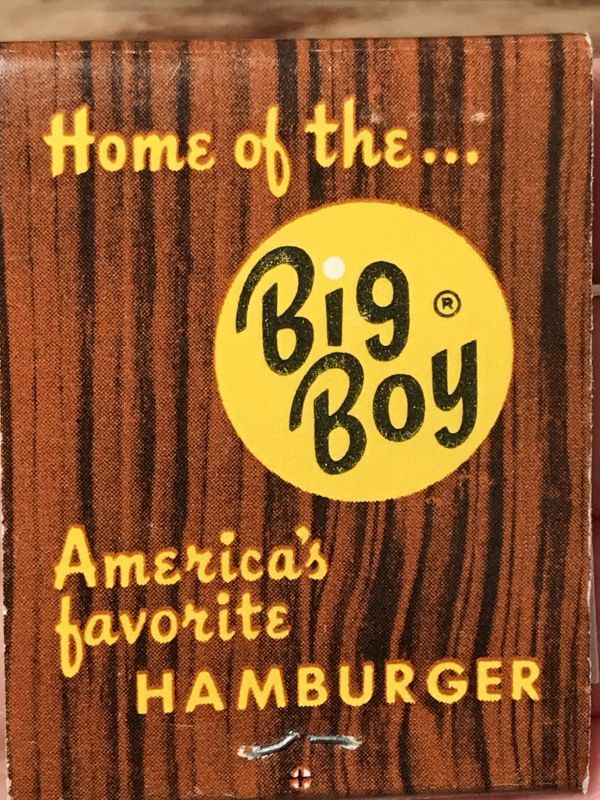 Home of the...
Big ®
Boy
America's
favorite
HAMBURGER